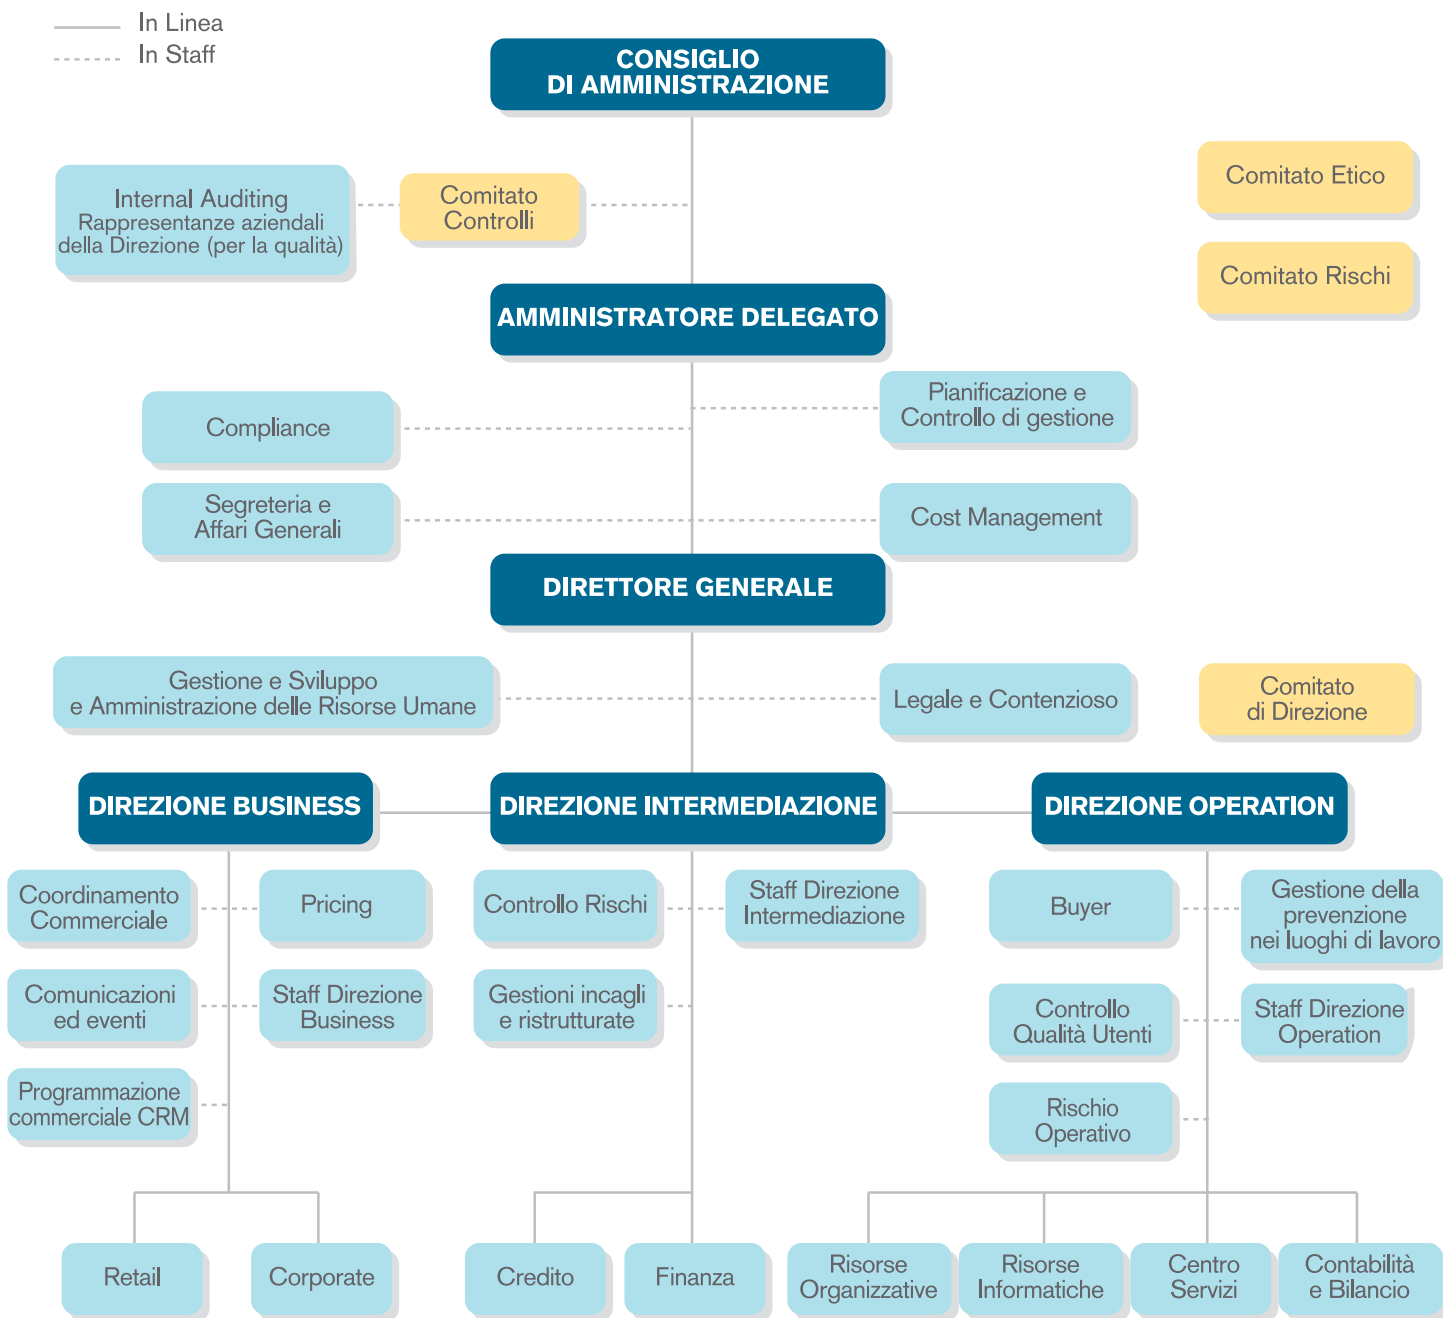 In Linea
In Staff
CONSIGLIO
DI AMMINISTRAZIONE
Internal Auditing
Rappresentanze aziendali
della Direzione (per la qualità)
Comitato
Controlli
Comitato Etico
Comitato Rischi
AMMINISTRATORE DELEGATO
Compliance
Pianificazione e
Controllo di gestione
Segreteria e
Affari Generali
Cost Management
DIRETTORE GENERALE
Gestione e Sviluppo
e Amministrazione delle Risorse Umane
Legale e Contenzioso
Comitato
di Direzione
DIREZIONE BUSINESS
DIREZIONE INTERMEDIAZIONE
DIREZIONE OPERATION
Coordinamento
Commerciale
Pricing
Comunicazioni
ed eventi
Staff Direzione
Business
Programmazione
commerciale CRM
Controllo Rischi
Staff Direzione
Intermediazione
Gestioni incagli
e ristrutturate
Buyer
Gestione della
prevenzione
nei luoghi di lavoro
Controllo
Qualità Utenti
Staff Direzione
Operation
Rischio
Operativo
Retail
Corporate
Credito
Finanza
Risorse
Organizzative
Risorse
Informatiche
Centro
Servizi
Contabilità
e Bilancio